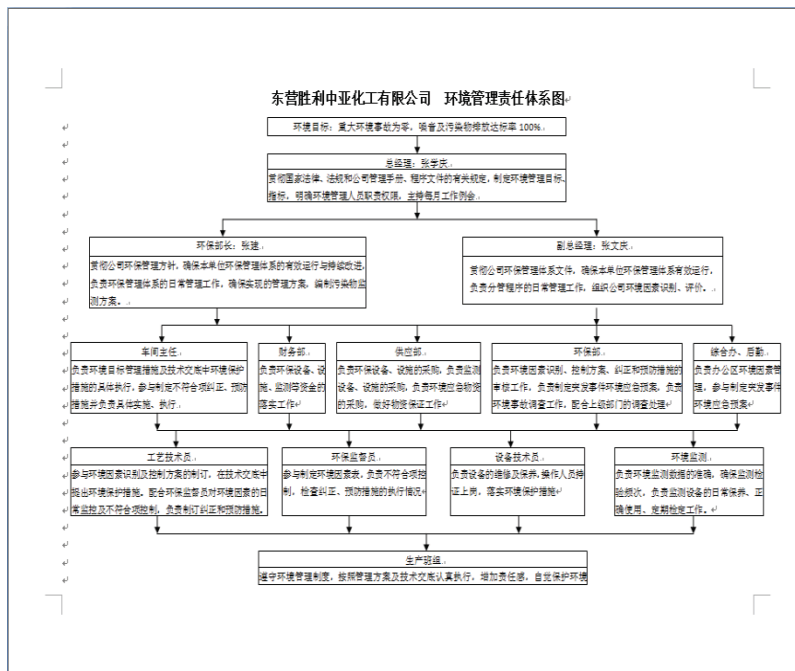 东营胜利中亚化工有限公司 环境管理责任体系图
环境目标：重大环境事故为零，噪音及污染物排放达标率 100%.
总经理：张学庆
贯彻国家法律、法规和公司管理手册、程序文件的有关规定，制定环境管理目标、
指标，明确环境管理人员职责权限，主持每月工作例会
环保部长：张建
贯彻公司环保管理方针，确保本单位环保管理体系的有效运行与持续改进，
负责环保管理体系的日常管理工作，确保实现的管理方案，编制污染物监
测方案。
副总经理：张文庆
贯彻公司环保管理体系文件，确保本单位环保管理体系有效运行，
负责分管程序的日常管理工作，组织公司环境因素识别、评价。
车间主任
负责环境目标管理措施及技术交底中环境保护
措施的具体执行，参与制定不符合项纠正、预防
措施并负责具体实施、执行
财务部
负责环保设备、设
施、监测等资金的
落实工作
供应部
负责环保设备、设施的采购，负责监测
设备、设施的采购，负责环境应急物资
的采购，做好物资保证工作
环保部
负责环境因素识别、控制方案、纠正和预防措施的
审核工作，负责制定突发事件环境应急预案，负责
环境事故调查工作，配合上级部门的调查处理
综合办、后勤
负责办公区环境因素管
理，参与制定突发事件
环境应急预案
工艺技术员
参与环境因素识别及控制方案的制订，在技术交底中
提出环境保护措施。配合环保监督员对环境因素的日
常监控及不符合项控制，负责制订纠正和预防措施。
环保监督员
参与制定环境因素表，负责不符合项控
制，检查纠正、预防措施的执行情况
设备技术员
负责设备的维修及保养，操作人员持
证上岗，落实环境保护措施
环境监测
负责环境监测数据的准确，确保监测检
验频次，负责监测设备的日常保养、正
确使用、定期检定工作。
生产班组
遵守环境管理制度，按照管理方案及技术交底认真执行，增加责任感，自觉保护环境